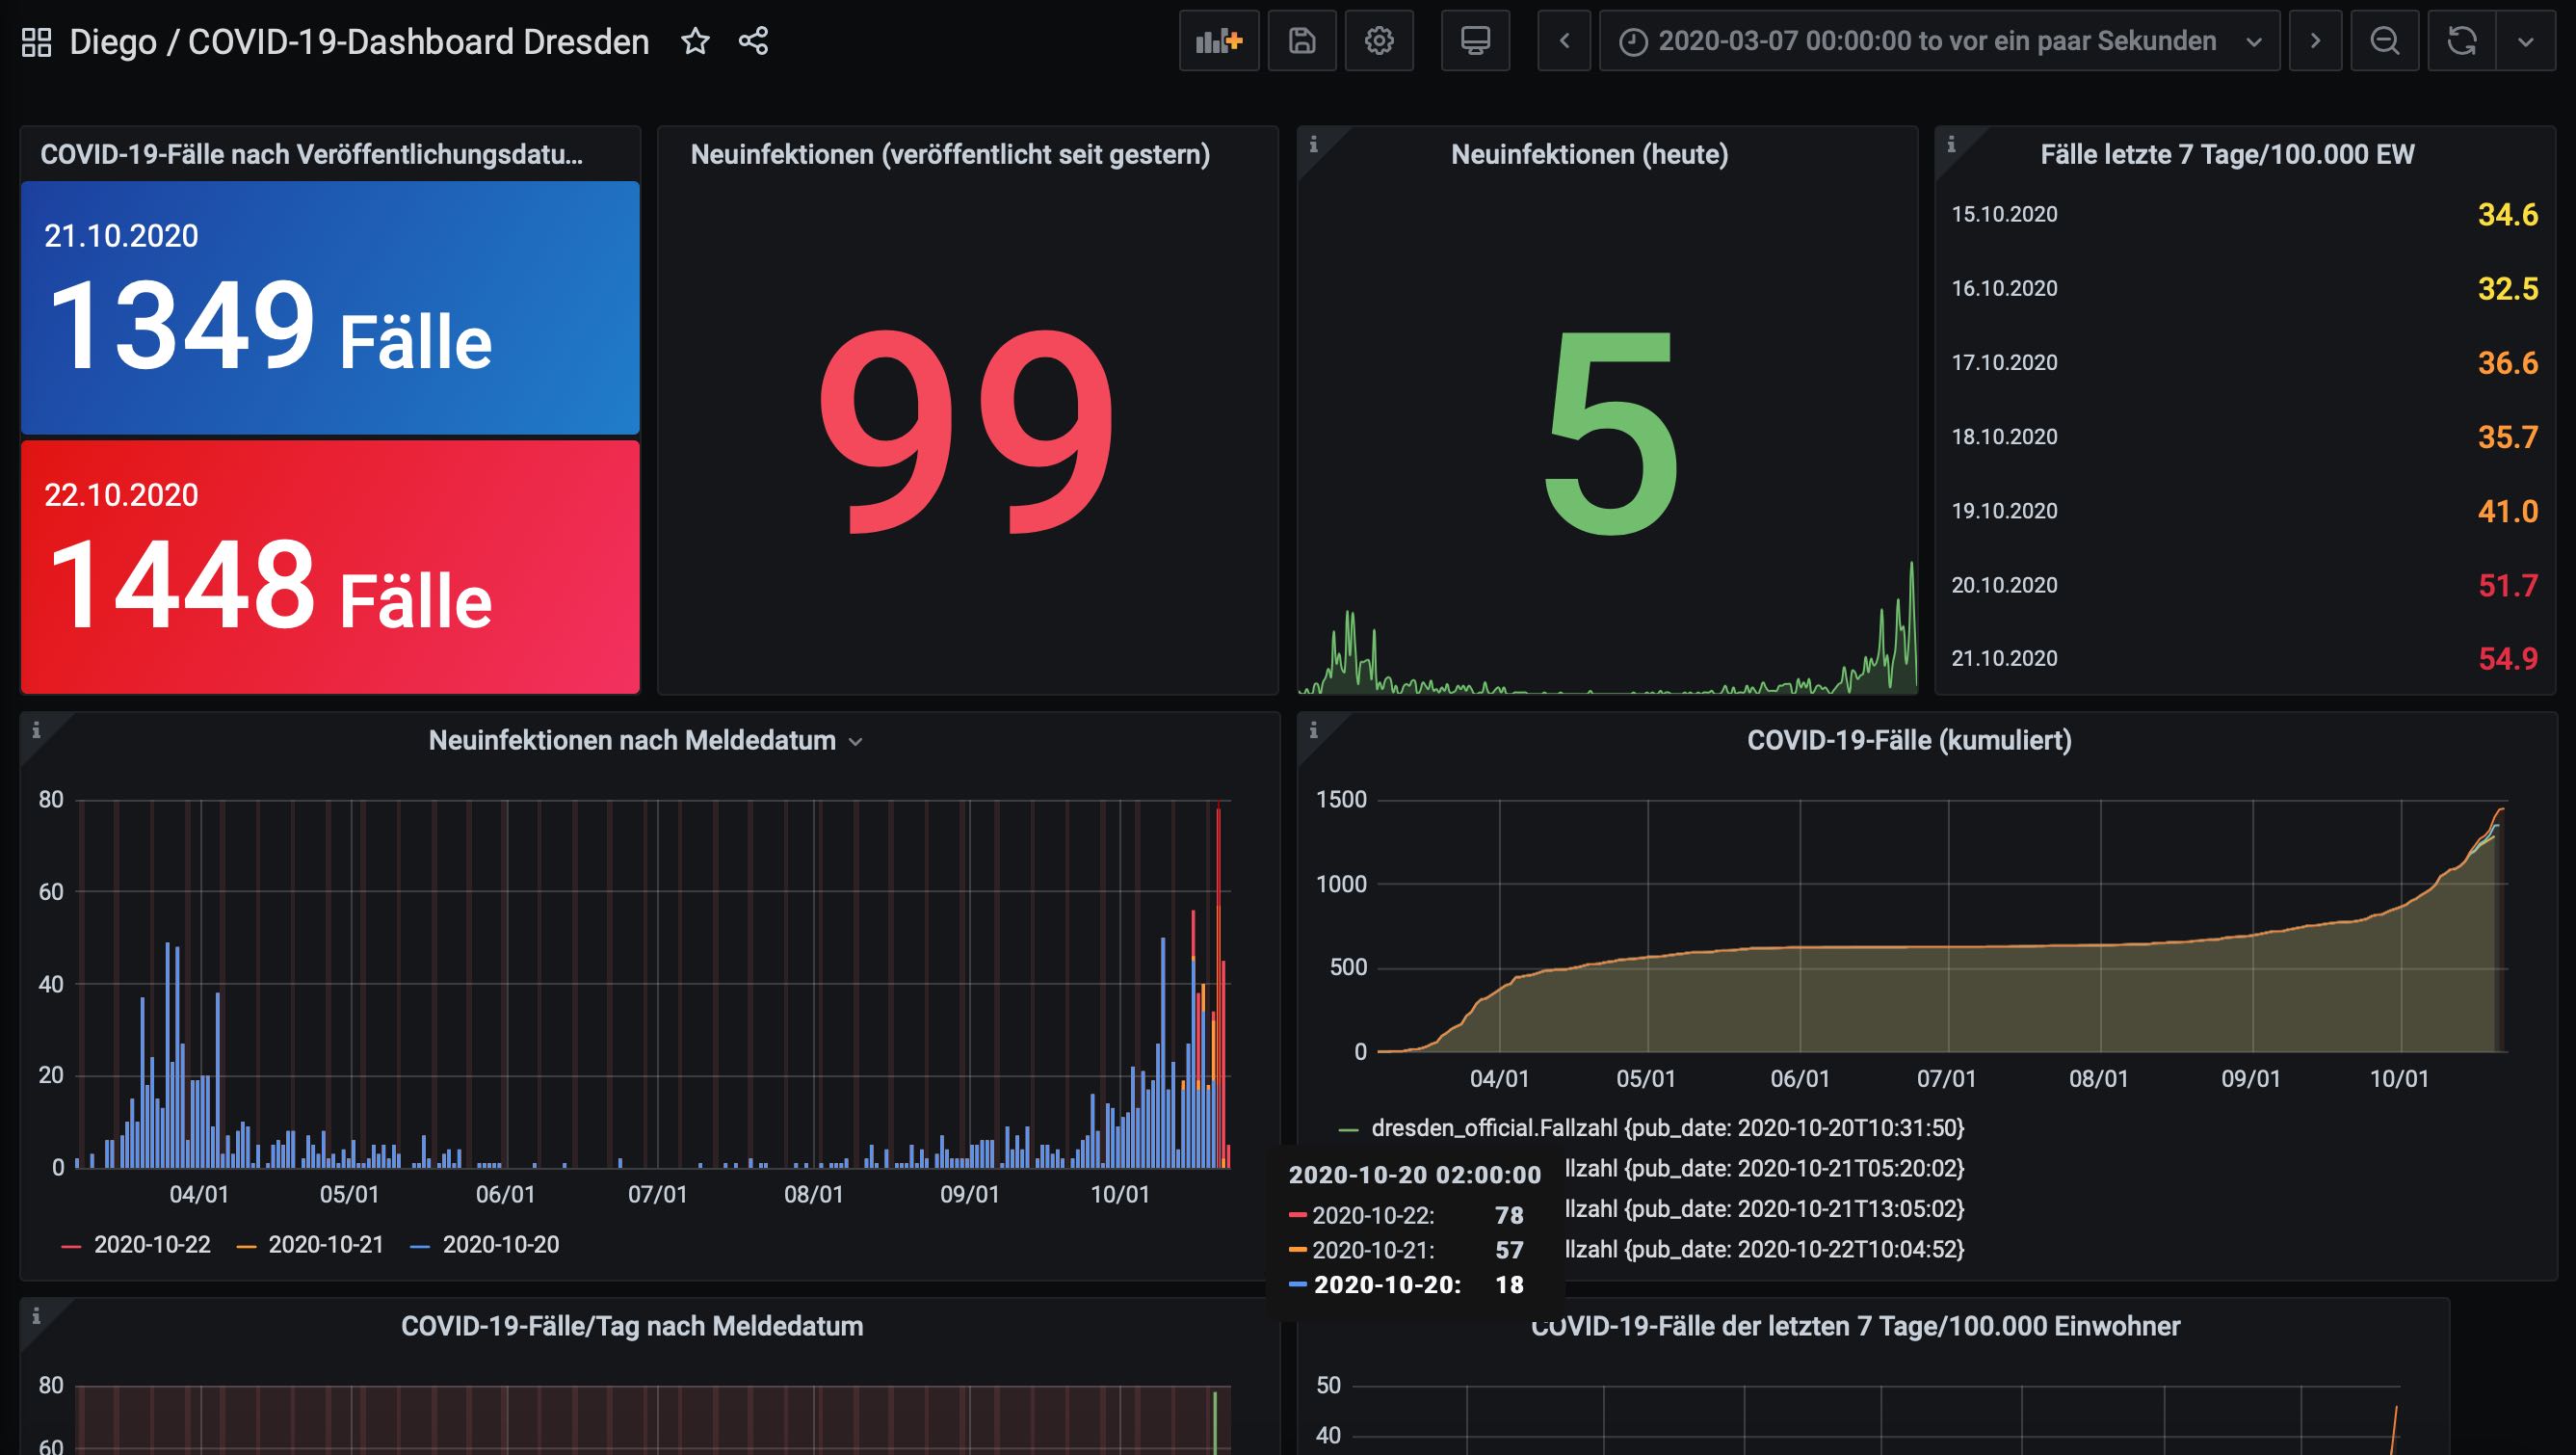 Diego / COVID-19-Dashboard Dresden
2020-03-07 00:00:00 to vor ein paar Sekunden
COVID-19-Fälle nach Veröffentlichungsdatu...
21.10.2020
1349 Fälle
22.10.2020
1448 Fälle
Neuinfektionen (veröffentlicht seit gestern)
99
Neuinfektionen (heute)
5
Fälle letzte 7 Tage/100.000 EW
15.10.2020 34.6
16.10.2020 32.5
17.10.2020 36.6
18.10.2020 35.7
19.10.2020 41.0
20.10.2020 51.7
21.10.2020 54.9
Neuinfektionen nach Meldedatum
80
60
40
20
0
04/01 05/01 06/01 07/01 08/01 09/01 10/01
2020-10-22 2020-10-21 2020-10-20
COVID-19-Fälle (kumuliert)
1500
1000
500
0
04/01 05/01 06/01 07/01 08/01 09/01 10/01
dresden_official.Fallzahl {pub_date: 2020-10-20T10:31:50}
llzahl {pub_date: 2020-10-21T05:20:02}
llzahl {pub_date: 2020-10-21T13:05:02}
llzahl {pub_date: 2020-10-22T10:04:52}
2020-10-20 02:00:00
2020-10-22: 78
2020-10-21: 57
2020-10-20: 18
COVID-19-Fälle/Tag nach Meldedatum
80
60
COVID-19-Fälle der letzten 7 Tage/100.000 Einwohner
50
40